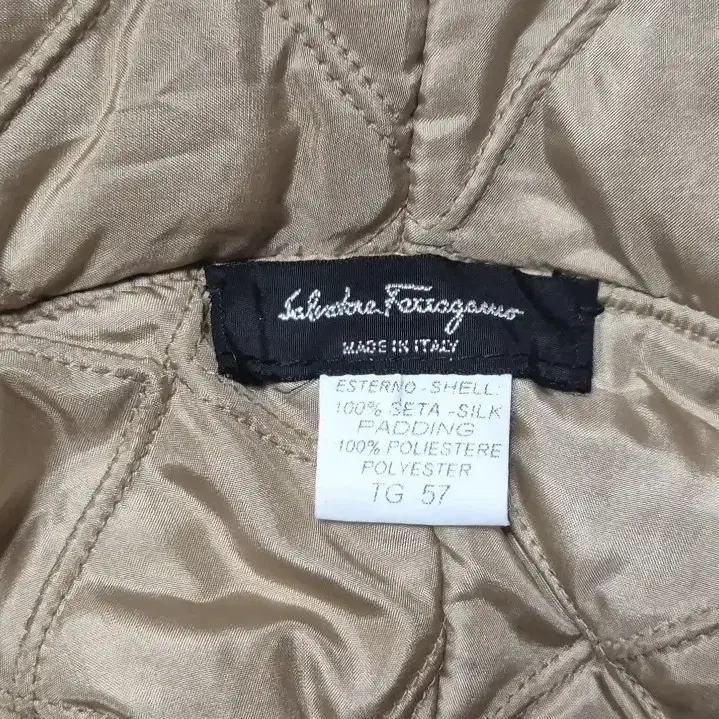 Salvatore Ferragamo
MADE IN ITALY
ESTERNO-SHELL:
100% SETA-SILK
PADDING
100% POLIESTERE
POLYESTER
TG 57